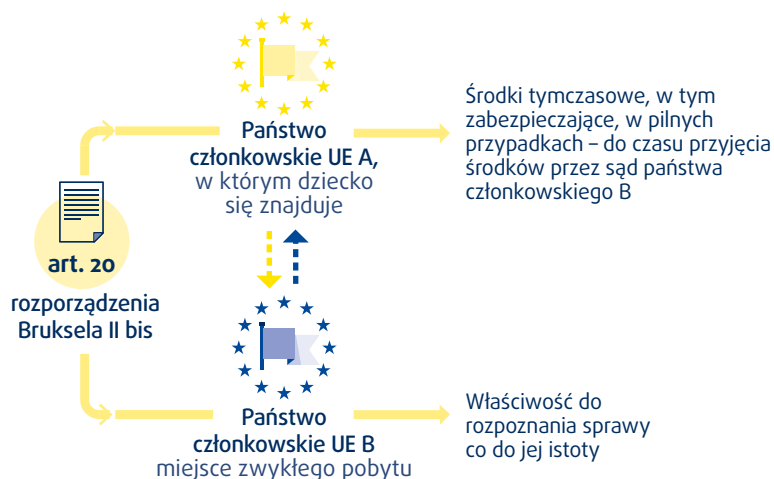 art. 20
rozporządzenia
Bruksela II bis
Państwo
członkowskie UE A,
w którym dziecko
się znajduje
Środki tymczasowe, w tym
zabezpieczające, w pilnych
przypadkach – do czasu przyjęcia
środków przez sąd państwa
członkowskiego B
Państwo
członkowskie UE B
miejsce zwykłego pobytu
Właściwość do
rozpoznania sprawy
co do jej istoty